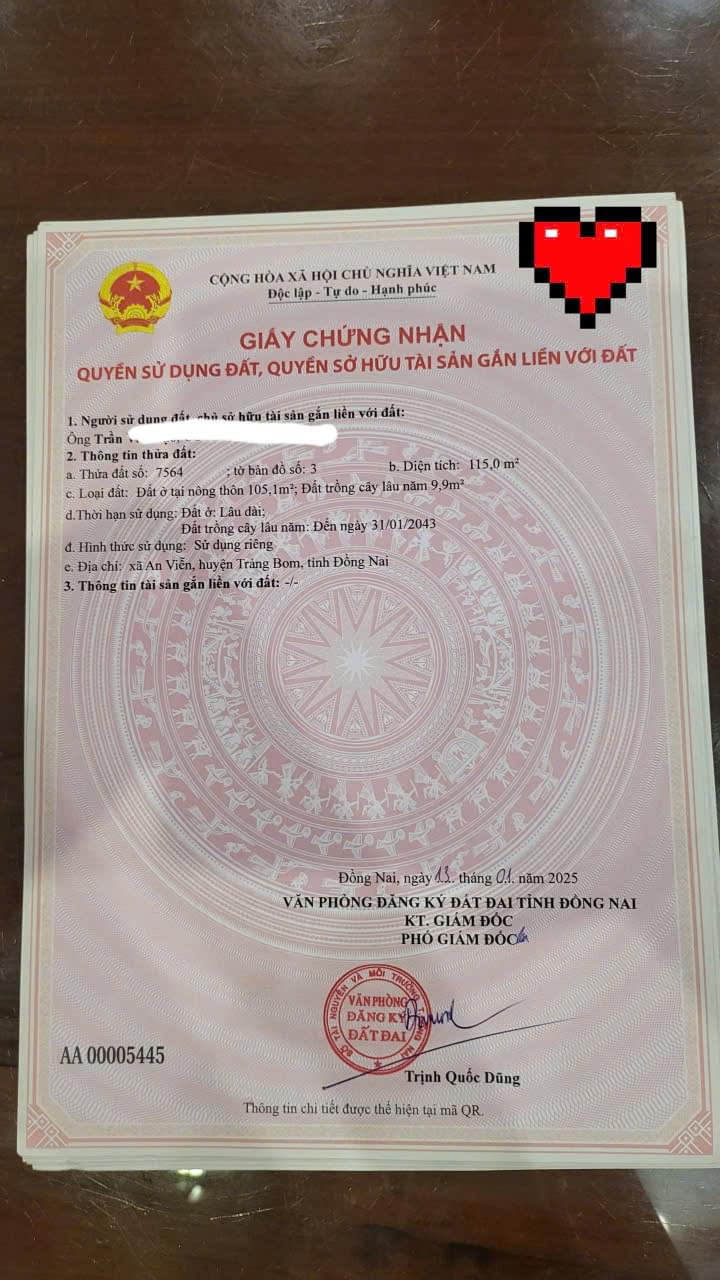 CỘNG HÒA XÃ HỘI CHỦ NGHĨA VIỆT NAM
Độc lập - Tự do - Hạnh phúc
GIẤY CHỨNG NHẬN
QUYỀN SỬ DỤNG ĐẤT, QUYỀN SỞ HỮU TÀI SẢN GẮN LIỀN VỚI ĐẤT
1. Người sử dụng đất, chủ sở hữu tài sản gắn liền với đất:
Ông Trần
2. Thông tin thửa đất:
a. Thửa đất số: 7564 ; tờ bản đồ số: 3 b. Diện tích: 115,0 m²
c. Loại đất: Đất ở tại nông thôn 105,1m²; Đất trồng cây lâu năm 9,9m²
d.Thời hạn sử dụng: Đất ở: Lâu dài;
Đất trồng cây lâu năm: Đến ngày 31/01/2043
đ. Hình thức sử dụng: Sử dụng riêng
e. Địa chỉ: xã An Viễn, huyện Trảng Bom, tỉnh Đồng Nai
3. Thông tin tài sản gắn liền với đất: -/-
Đồng Nai, ngày 13. tháng 01. năm 2025
VĂN PHÒNG ĐĂNG KÝ ĐẤT ĐAI TỈNH ĐỒNG NAI
KT. GIÁM ĐỐC
PHÓ GIÁM ĐỐC
SỞ TÀI NGUYÊN VÀ MÔI TRƯỜNG ĐỒNG NAI
VĂN PHÒNG
ĐĂNG KÝ
ĐẤT ĐAI
AA 00005445
Trịnh Quốc Dũng
Thông tin chi tiết được thể hiện tại mã QR.